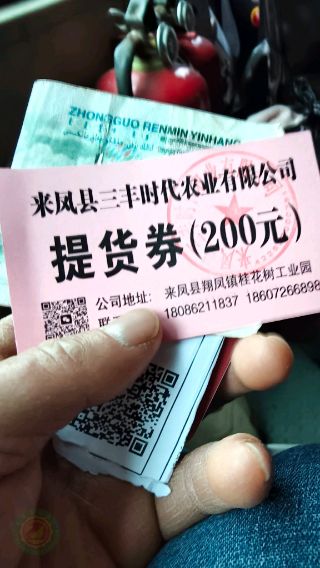 ZHONGGUO RENMIN YINHANG
来凤县三丰时代农业有限公司
提货券(200元)
公司地址: 来凤县翔凤镇桂花树工业园
18086211837 1860726689